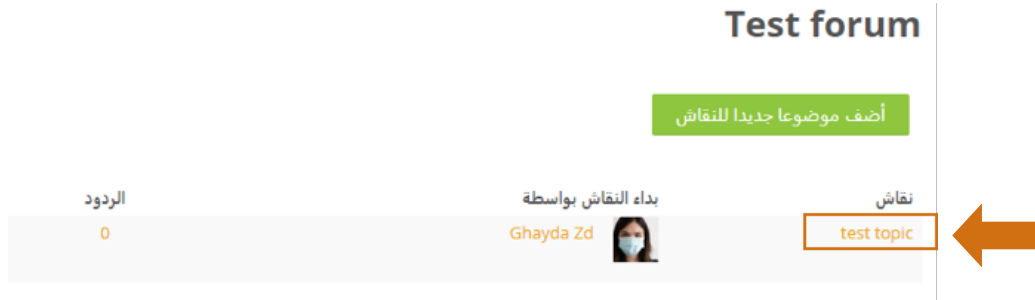 Test forum
أضف موضوعا جديدا للنقاش
نقاش بداء النقاش بواسطة الردود
test topic Ghayda Zd 0